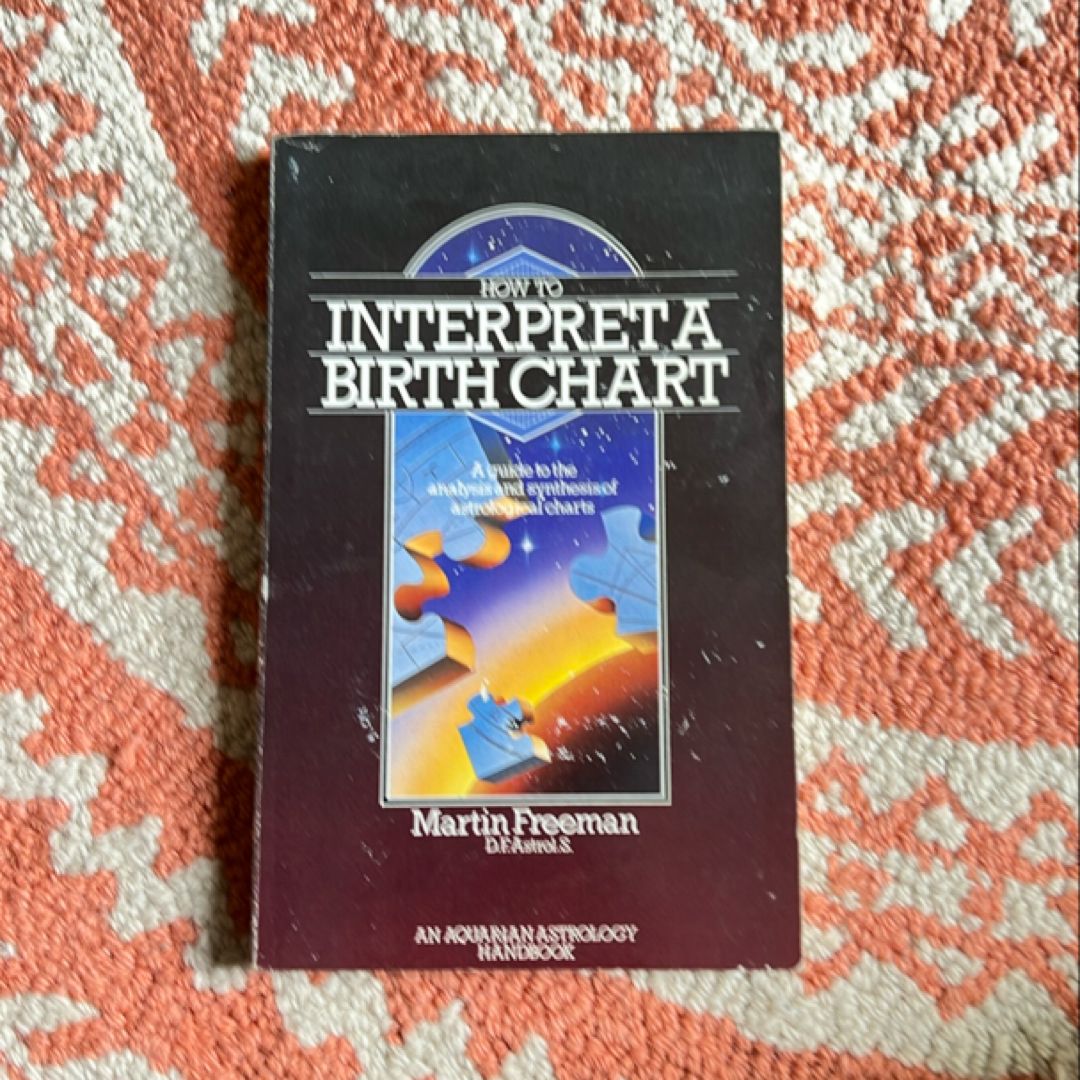 HOW TO
INTERPRET A
BIRTH CHART
A guide to the
analysis and synthesis of
astrological charts
Martin Freeman
D.F.Astrol.S.
AN AQUARIAN ASTROLOGY
HANDBOOK